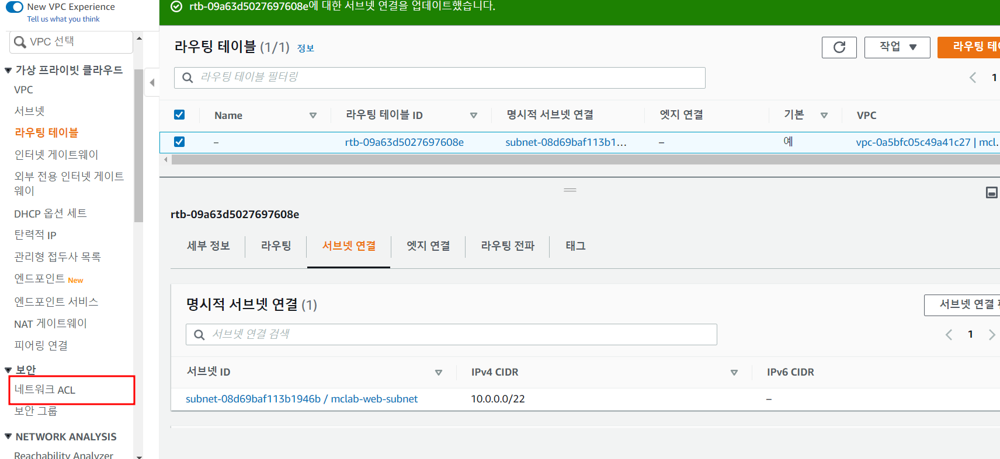 New VPC Experience
Tell us what you think
VPC 선택
가상 프라이빗 클라우드
VPC
서브넷
라우팅 테이블
인터넷 게이트웨이
외부 전용 인터넷 게이트
웨이
DHCP 옵션 세트
탄력적 IP
관리형 접두사 목록
엔드포인트 New
엔드포인트 서비스
NAT 게이트웨이
피어링 연결
보안
네트워크 ACL
보안 그룹
NETWORK ANALYSIS
Reachability Analyzer
rtb-09a63d5027697608e에 대한 서브넷 연결을 업데이트했습니다.
라우팅 테이블 (1/1) 정보
작업
라우팅 테이
라우팅 테이블 필터링
1
Name 라우팅 테이블 ID 명시적 서브넷 연결 엣지 연결 기본 VPC
– rtb-09a63d5027697608e subnet-08d69baf113b1... – 예 vpc-0a5bfc05c49a41c27 | mcl.
rtb-09a63d5027697608e
세부 정보 라우팅 서브넷 연결 엣지 연결 라우팅 전파 태그
명시적 서브넷 연결 (1)
서브넷 연결
서브넷 연결 검색
1
서브넷 ID IPv4 CIDR IPv6 CIDR
subnet-08d69baf113b1946b / mclab-web-subnet 10.0.0.0/22 –